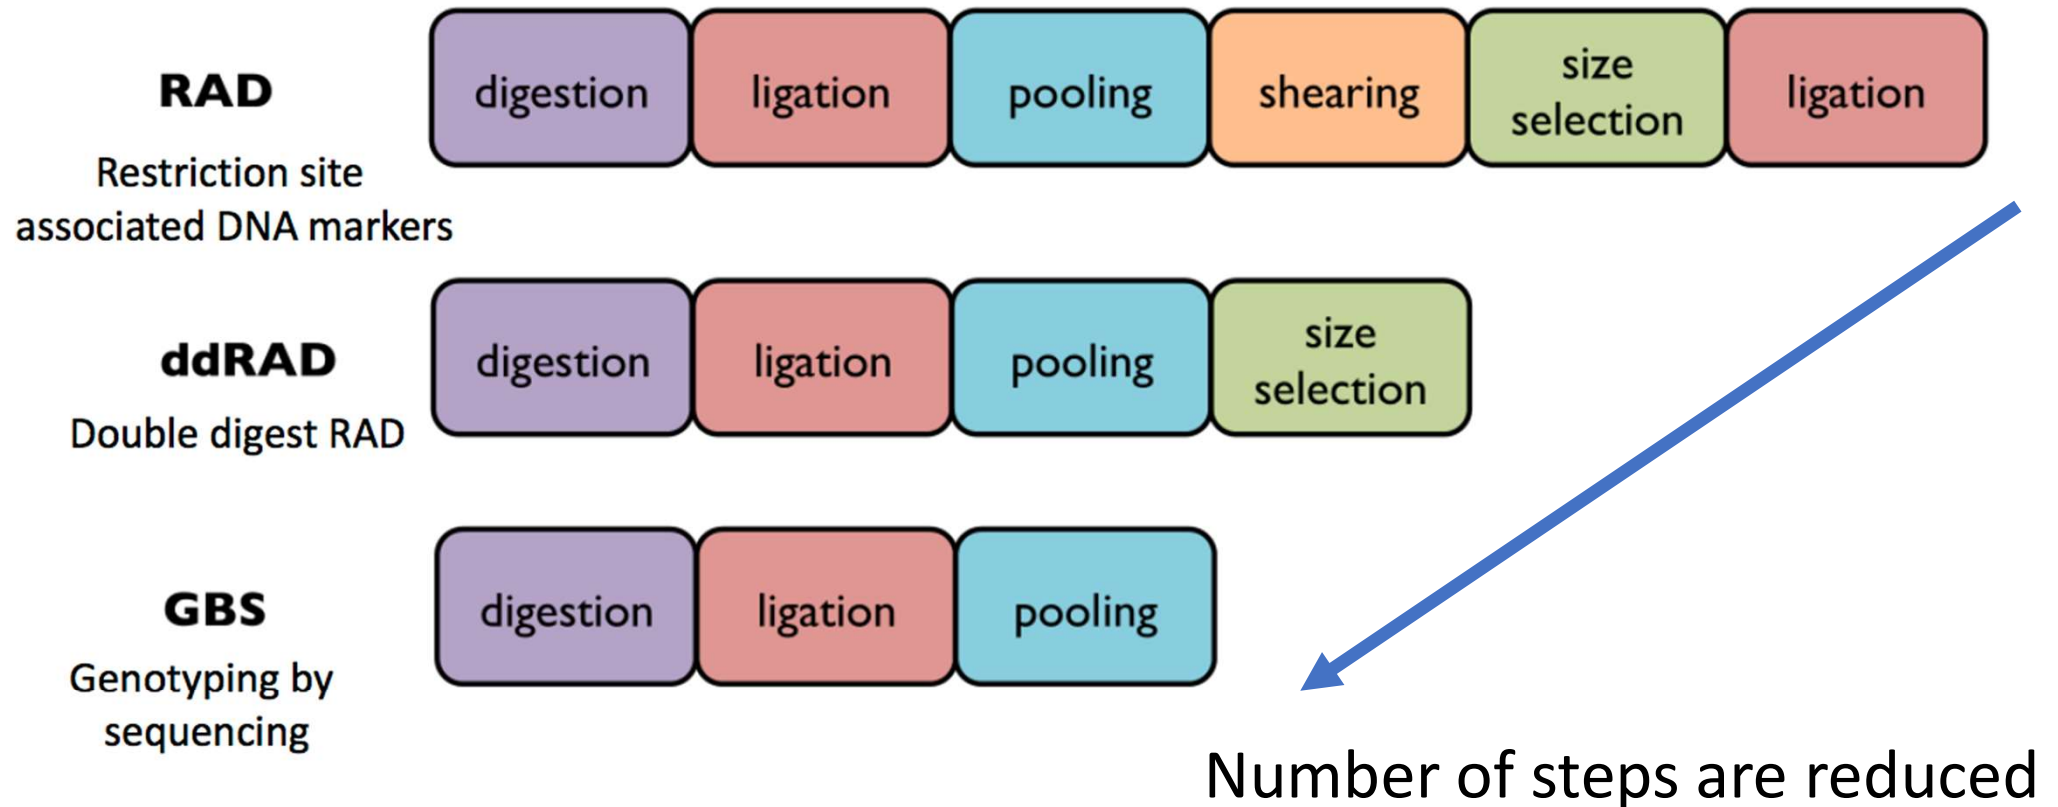 RAD
Restriction site
associated DNA markers
digestion
ligation
pooling
shearing
size
selection
ligation
ddRAD
Double digest RAD
digestion
ligation
pooling
size
selection
GBS
Genotyping by
sequencing
digestion
ligation
pooling
Number of steps are reduced